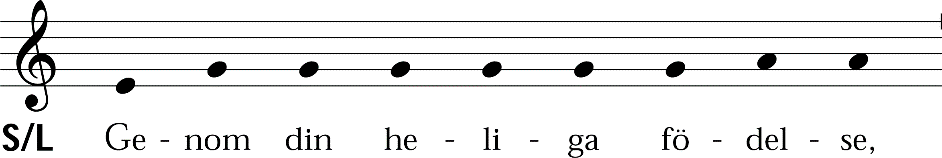 S/L Ge - nom din he - li - ga fö - del - se,